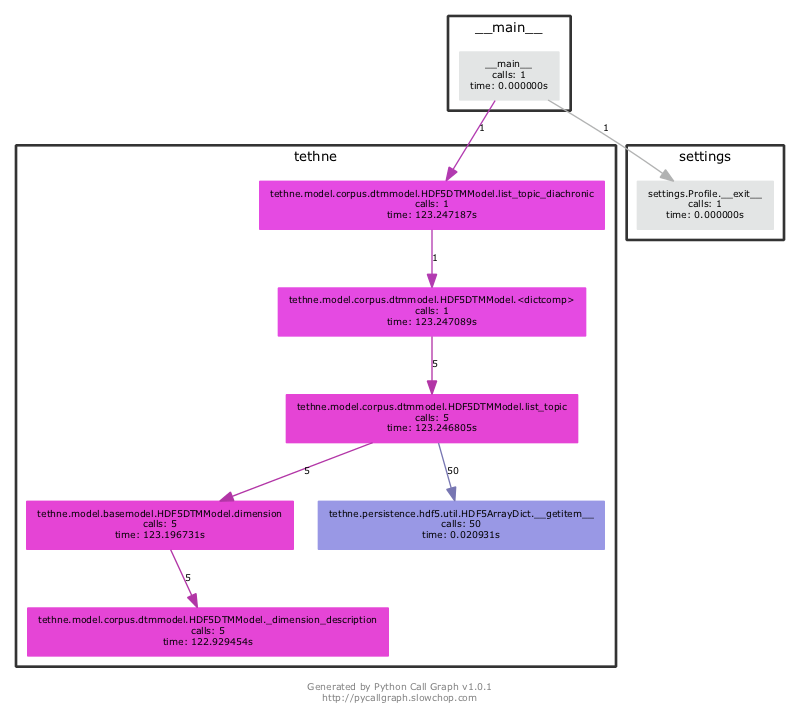 __main__
__main__
calls: 1
time: 0.000000s
1
1
tethne
settings
tethne.model.corpus.dtmmodel.HDF5DTMModel.list_topic_diachronic
calls: 1
time: 123.247187s
settings.Profile.__exit__
calls: 1
time: 0.000000s
1
tethne.model.corpus.dtmmodel.HDF5DTMModel.<dictcomp>
calls: 1
time: 123.247089s
5
tethne.model.corpus.dtmmodel.HDF5DTMModel.list_topic
calls: 5
time: 123.246805s
5
50
tethne.model.basemodel.HDF5DTMModel.dimension
calls: 5
time: 123.196731s
tethne.persistence.hdf5.util.HDF5ArrayDict.__getitem__
calls: 50
time: 0.020931s
5
tethne.model.corpus.dtmmodel.HDF5DTMModel._dimension_description
calls: 5
time: 122.929454s
Generated by Python Call Graph v1.0.1
http://pycallgraph.slowchop.com